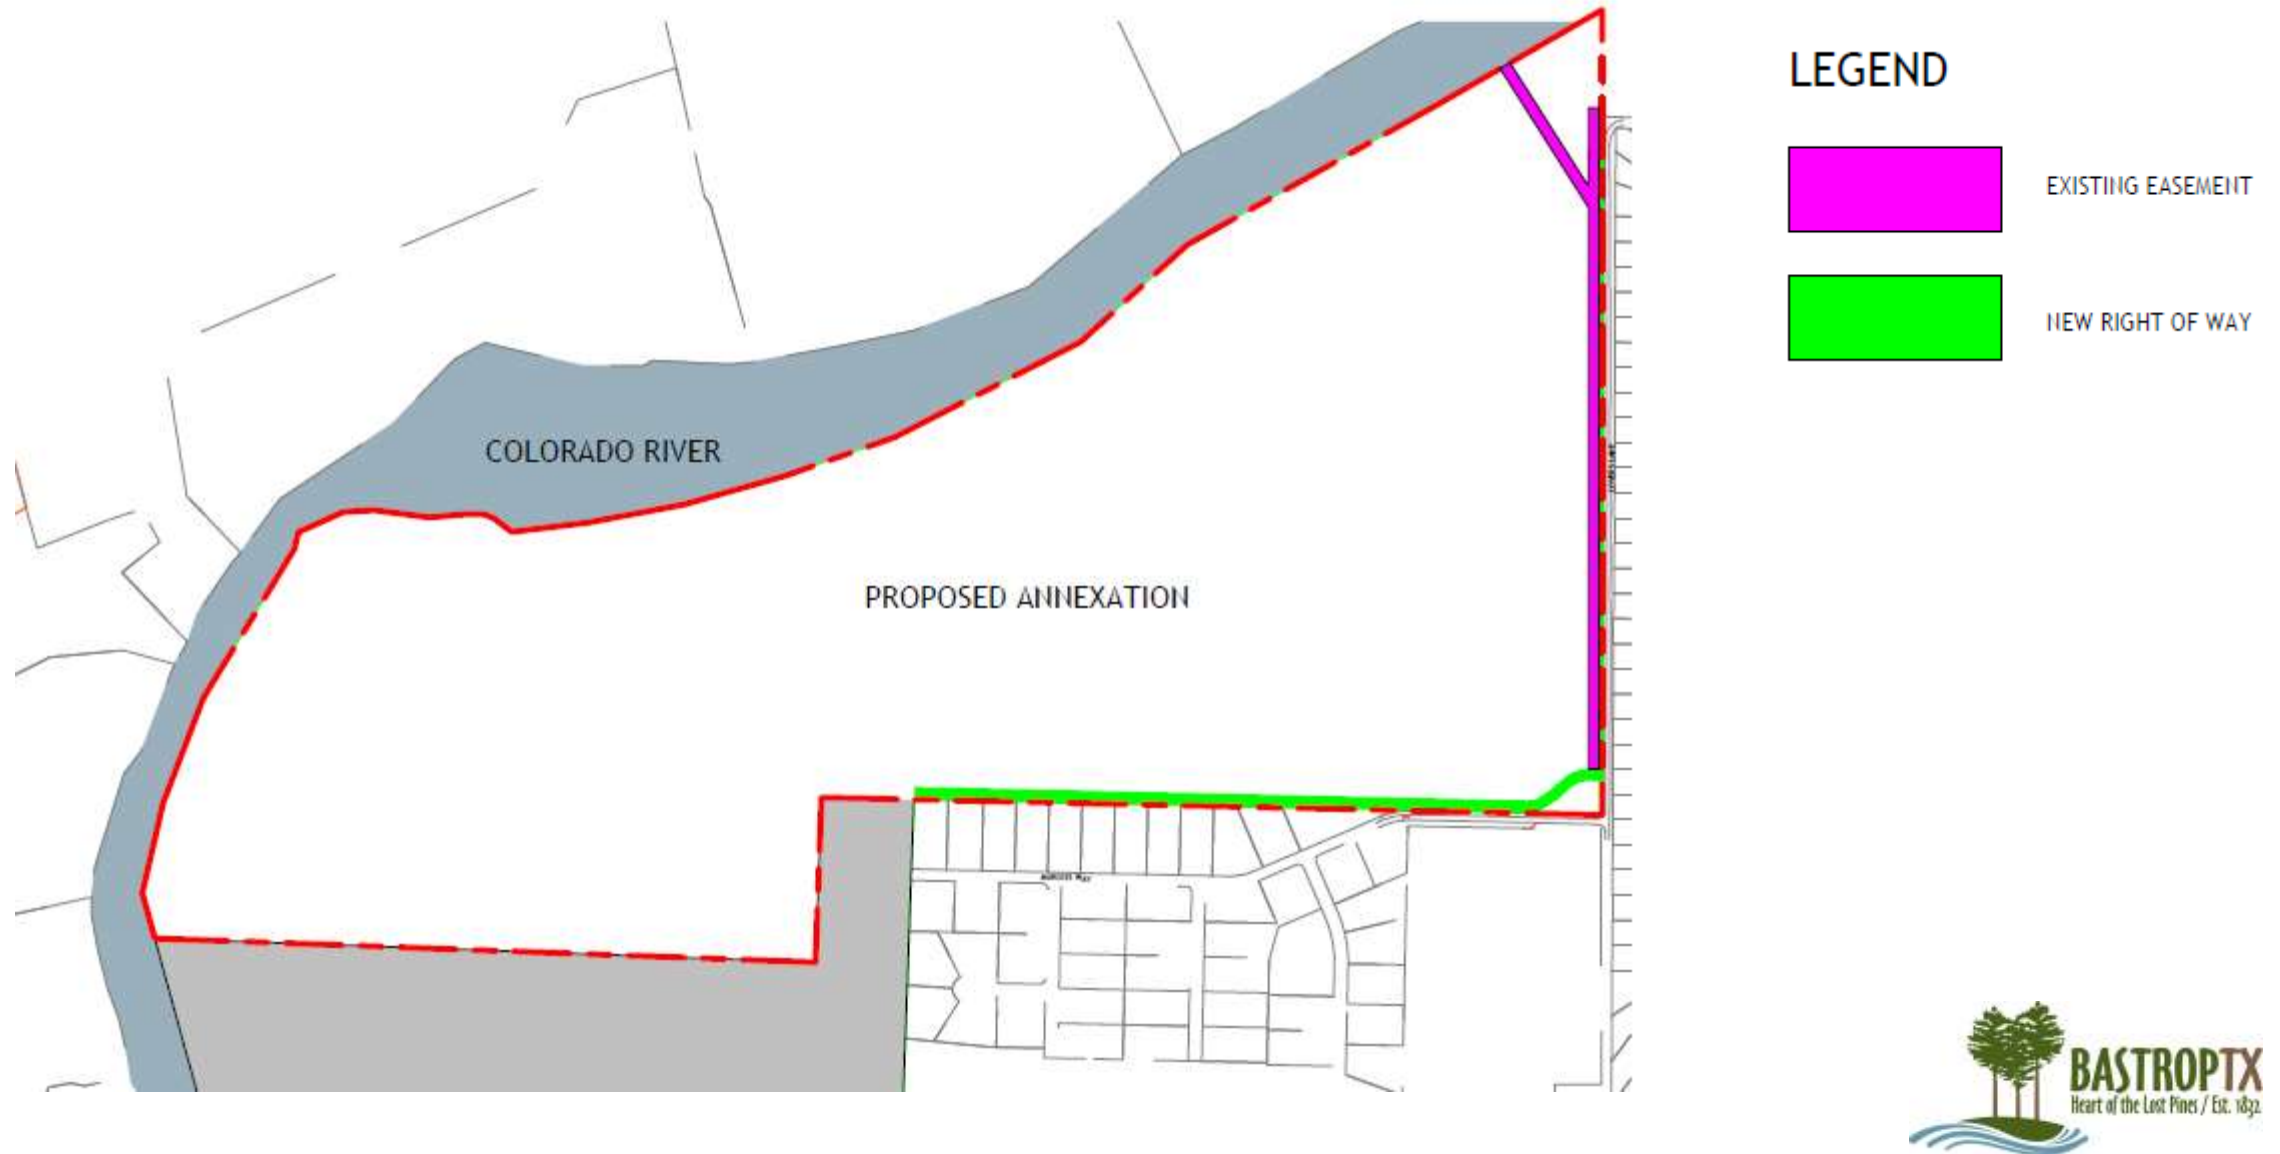 LEGEND
EXISTING EASEMENT
NEW RIGHT OF WAY
COLORADO RIVER
PROPOSED ANNEXATION
BASTROPTX
Heart of the Lost Pines / Est. 1832